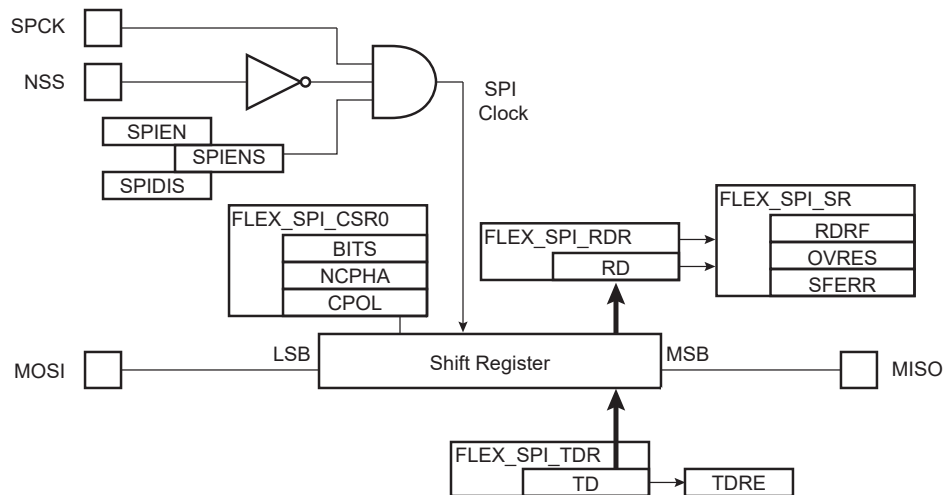 SPCK
NSS
SPI
Clock
SPIEN
SPIENS
SPIDIS
FLEX_SPI_CSR0
BITS
NCPHA
CPOL
FLEX_SPI_RDR
RD
FLEX_SPI_SR
RDRF
OVRES
SFERR
MOSI
LSB
Shift Register
MSB
MISO
FLEX_SPI_TDR
TD
TDRE